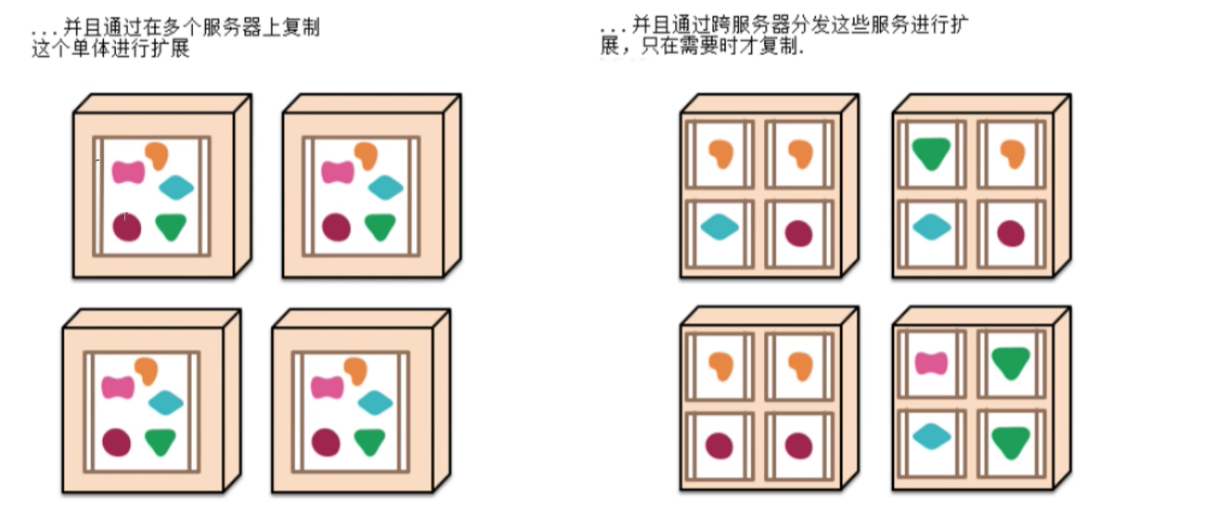 ...并且通过在多个服务器上复制
这个单体进行扩展
...并且通过跨服务器分发这些服务进行扩
展，只在需要时才复制.